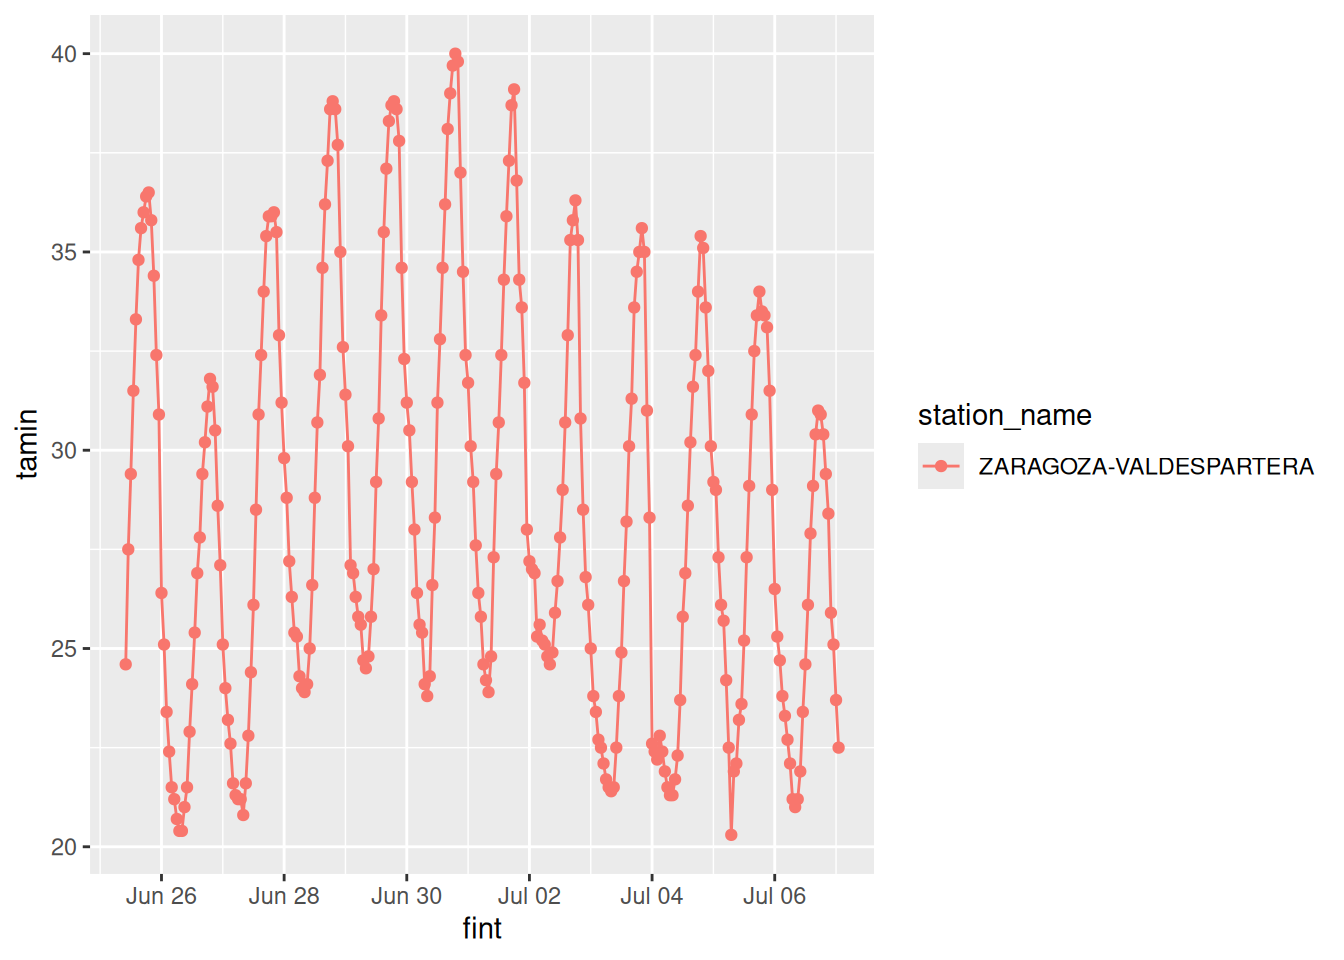 40
35
30
25
20
tamin
Jun 26 Jun 28 Jun 30 Jul 02 Jul 04 Jul 06
fint
station_name
ZARAGOZA-VALDESPARTERA